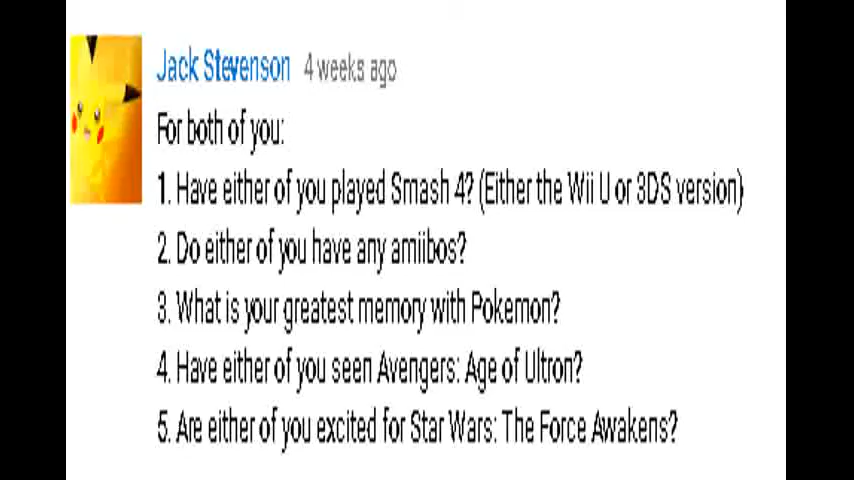 Jack Stevenson 4 weeks ago
For both of you:
1. Have either of you played Smash 4? (Either the Wii U or 3DS version)
2. Do either of you have any amiibos?
3. What is your greatest memory with Pokemon?
4. Have either of you seen Avengers: Age of Ultron?
5. Are either of you excited for Star Wars: The Force Awakens?